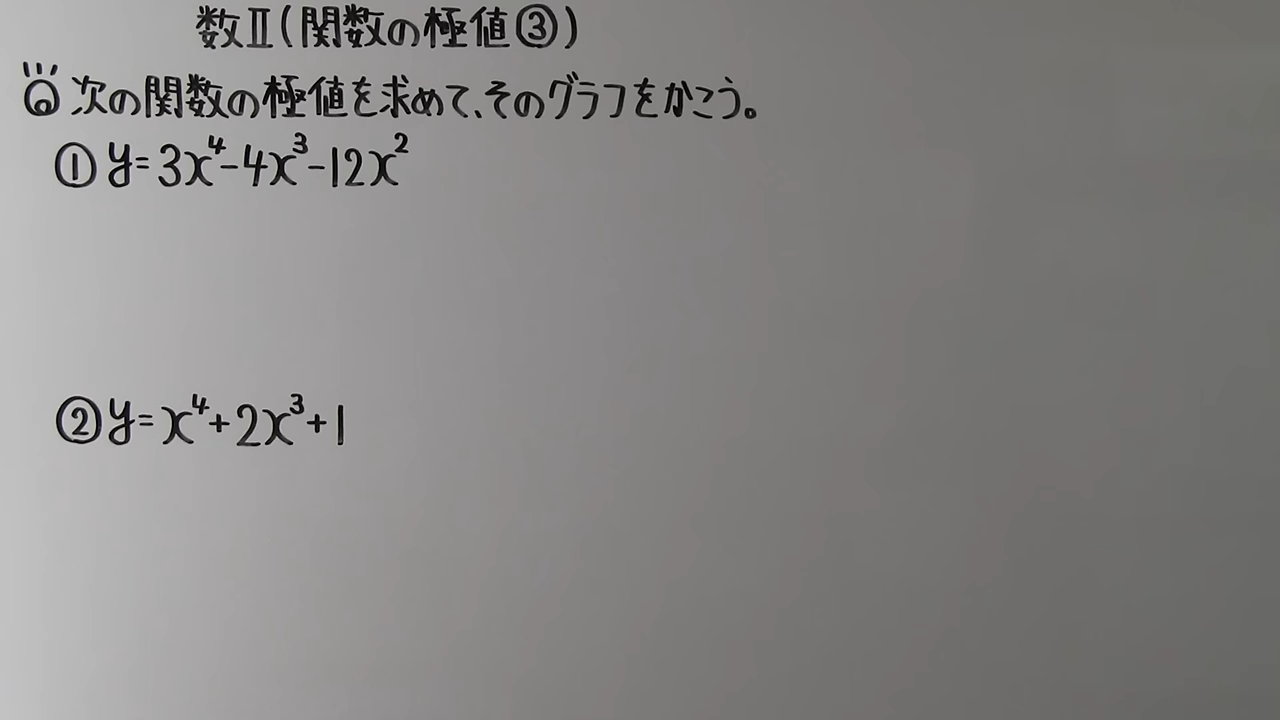 数Ⅱ(関数の極値③)
次の関数の極値を求めて、そのグラフをかこう。
① y=3x⁴-4x³-12x²
② y=x⁴+2x³+1